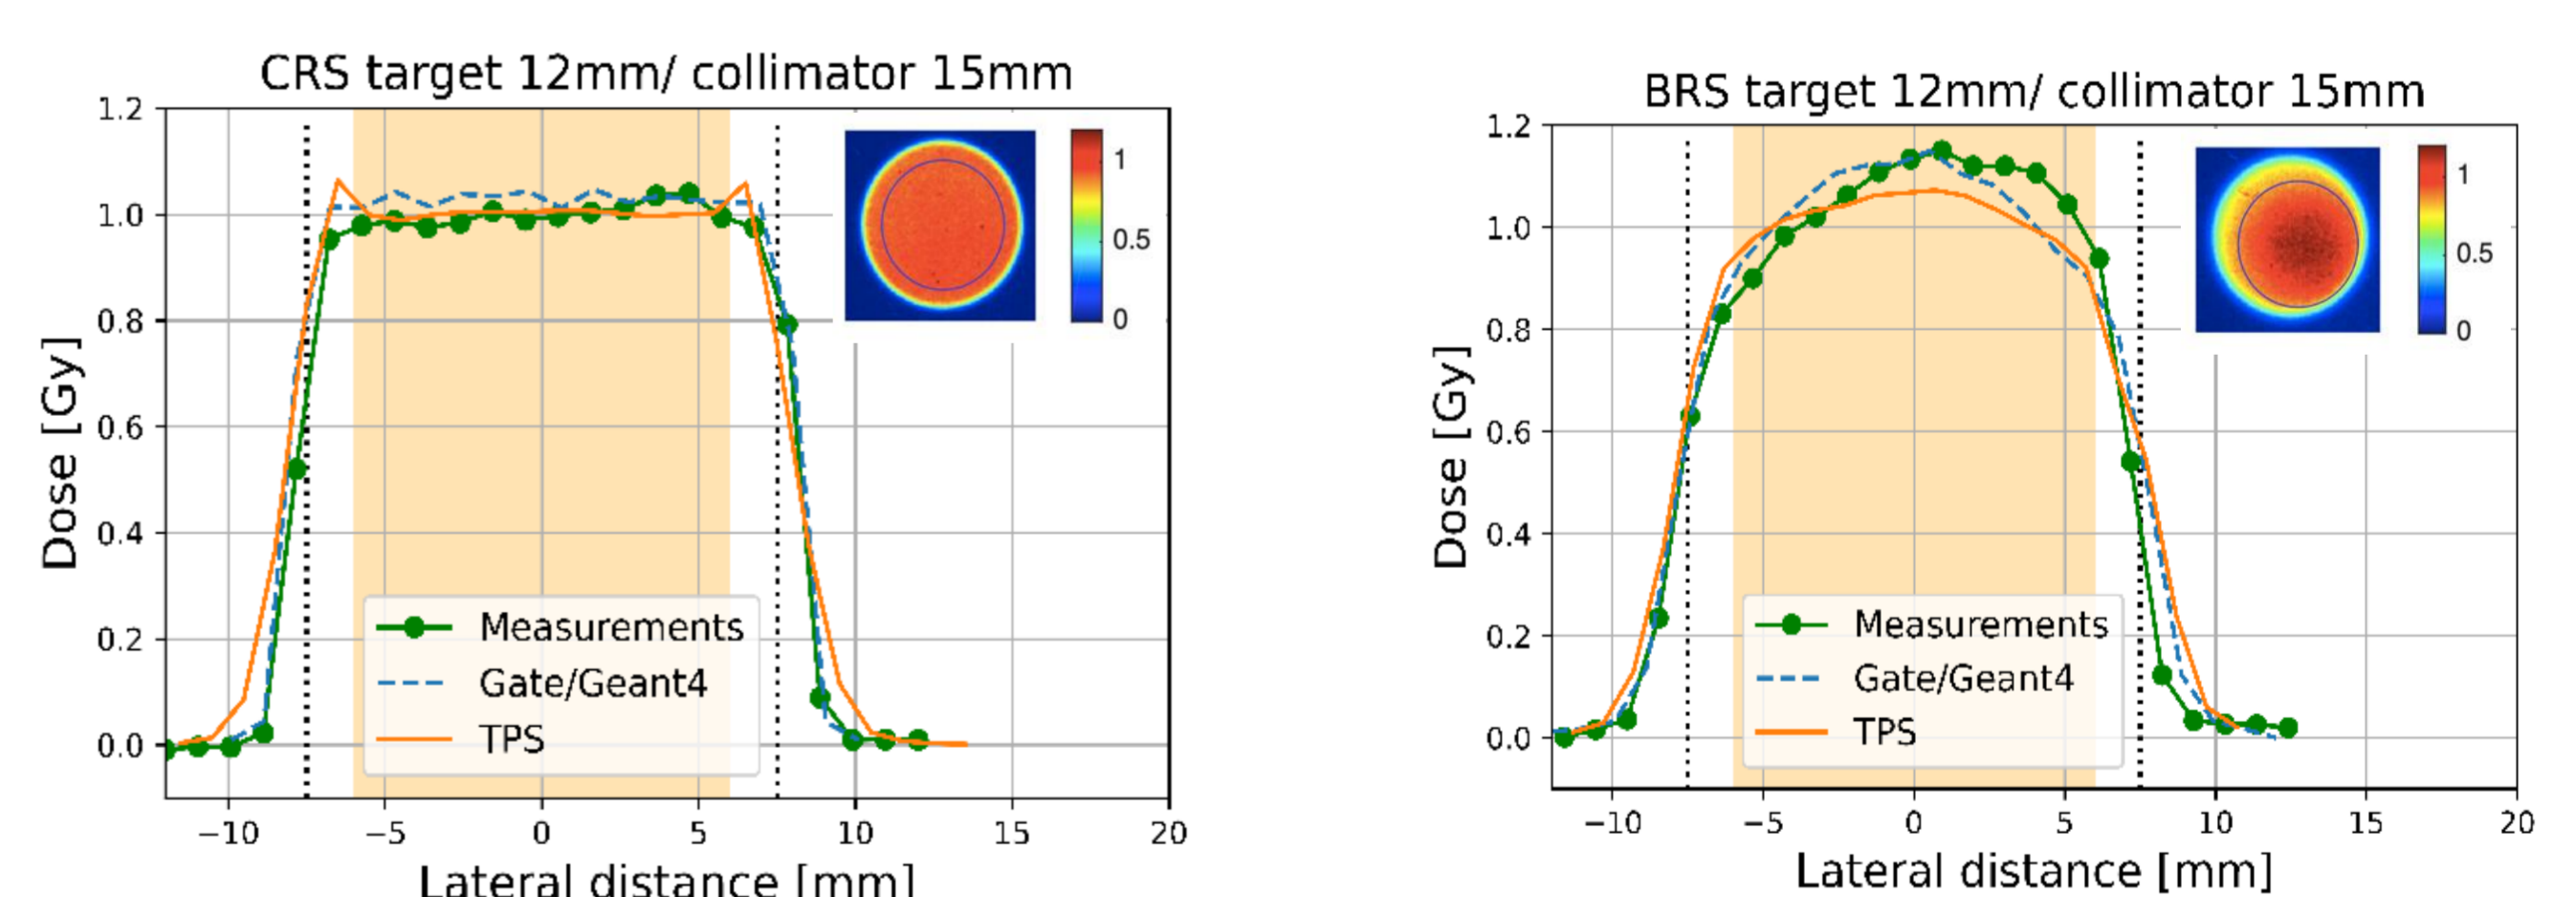 CRS target 12mm/ collimator 15mm
1.2
1.0
0.8
0.6
0.4
0.2
0.0
Dose [Gy]
1
0.5
0
Measurements
Gate/Geant4
TPS
−10 −5 0 5 10 15 20
Lateral distance [mm]
BRS target 12mm/ collimator 15mm
1.2
1.0
0.8
0.6
0.4
0.2
0.0
Dose [Gy]
1
0.5
0
Measurements
Gate/Geant4
TPS
−10 −5 0 5 10 15 20
Lateral distance [mm]